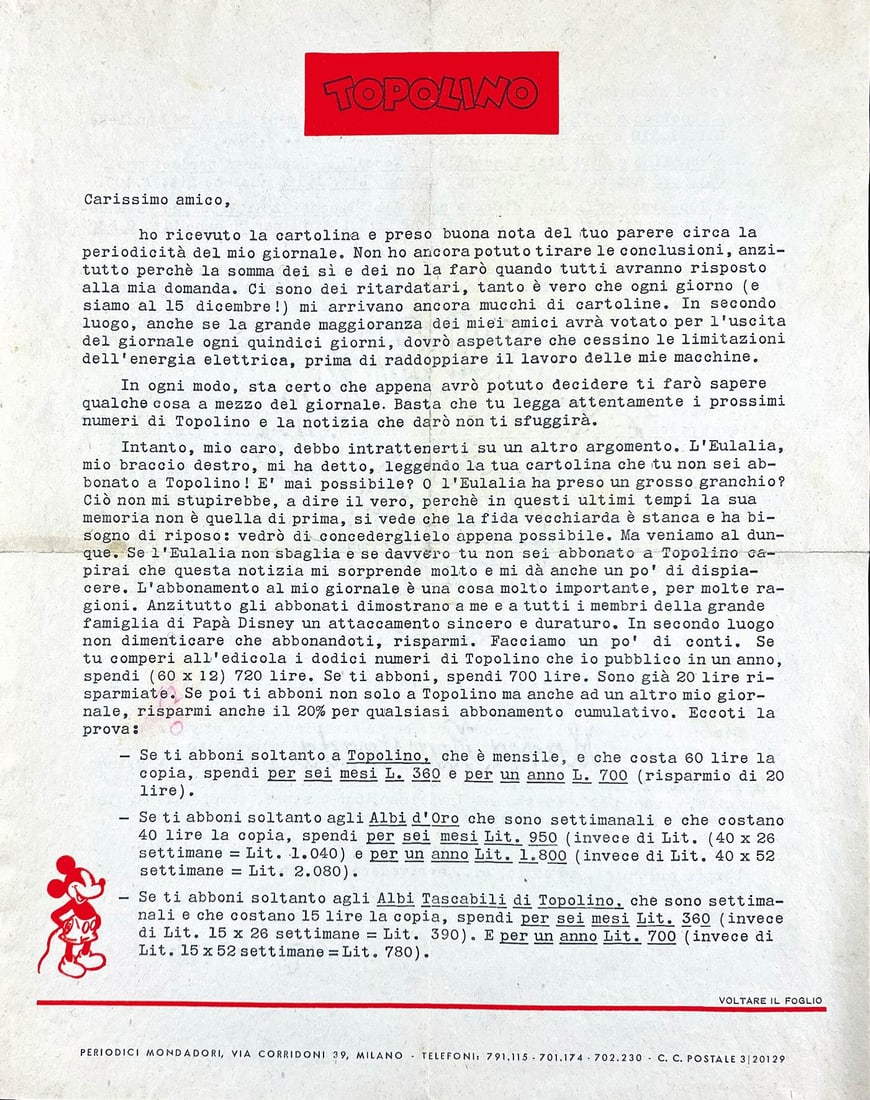 TOPOLINO
Carissimo amico,
ho ricevuto la cartolina e preso buona nota del tuo parere circa la
periodicità del mio giornale. Non ho ancora potuto tirare le conclusioni, anzi-
tutto perchè la somma dei sì e dei no la farò quando tutti avranno risposto
alla mia domanda. Ci sono dei ritardatari, tanto è vero che ogni giorno (e
siamo al 15 dicembre!) mi arrivano ancora mucchi di cartoline. In secondo
luogo, anche se la grande maggioranza dei miei amici avrà votato per l'uscita
del giornale ogni quindici giorni, dovrò aspettare che cessino le limitazioni
dell'energia elettrica, prima di raddoppiare il lavoro delle mie macchine.
In ogni modo, sta certo che appena avrò potuto decidere ti farò sapere
qualche cosa a mezzo del giornale. Basta che tu legga attentamente i prossimi
numeri di Topolino e la notizia che darò non ti sfuggirà.
Intanto, mio caro, debbo intrattenerti su un altro argomento. L'Eulalia,
mio braccio destro, mi ha detto, leggendo la tua cartolina che tu non sei ab-
bonato a Topolino! E' mai possibile? O l'Eulalia ha preso un grosso granchio?
Ciò non mi stupirebbe, a dire il vero, perchè in questi ultimi tempi la sua
memoria non è quella di prima, si vede che la fida vecchiarda è stanca e ha bi-
sogno di riposo: vedrò di concederglielo appena possibile. Ma veniamo al dun-
que. Se l'Eulalia non sbaglia e se davvero tu non sei abbonato a Topolino ca-
pirai che questa notizia mi sorprende molto e mi dà anche un po' di dispia-
cere. L'abbonamento al mio giornale è una cosa molto importante, per molte ra-
gioni. Anzitutto gli abbonati dimostrano a me e a tutti i membri della grande
famiglia di Papà Disney un attaccamento sincero e duraturo. In secondo luogo
non dimenticare che abbonandoti, risparmi. Facciamo un po' di conti. Se
tu comperi all'edicola i dodici numeri di Topolino che io pubblico in un anno,
spendi (60 x 12) 720 lire. Se ti abboni, spendi 700 lire. Sono già 20 lire ri-
sparmiate. Se poi ti abboni non solo a Topolino ma anche ad un altro mio gior-
nale, risparmi anche il 20% per qualsiasi abbonamento cumulativo. Eccoti la
prova:
— Se ti abboni soltanto a Topolino, che è mensile, e che costa 60 lire la
copia, spendi per sei mesi L. 360 e per un anno L. 700 (risparmio di 20
lire).
— Se ti abboni soltanto agli Albi d'Oro che sono settimanali e che costano
40 lire la copia, spendi per sei mesi Lit. 950 (invece di Lit. (40 x 26
settimane = Lit. 1.040) e per un anno Lit. 1.800 (invece di Lit. 40 x 52
settimane = Lit. 2.080).
— Se ti abboni soltanto agli Albi Tascabili di Topolino, che sono settima-
nali e che costano 15 lire la copia, spendi per sei mesi Lit. 360 (invece
di Lit. 15 x 26 settimane = Lit. 390). E per un anno Lit. 700 (invece di
Lit. 15 x 52 settimane = Lit. 780).
VOLTARE IL FOGLIO
PERIODICI MONDADORI, VIA CORRIDONI 39, MILANO - TELEFONI: 791.115 - 701.174 - 702.230 - C. C. POSTALE 3|20129